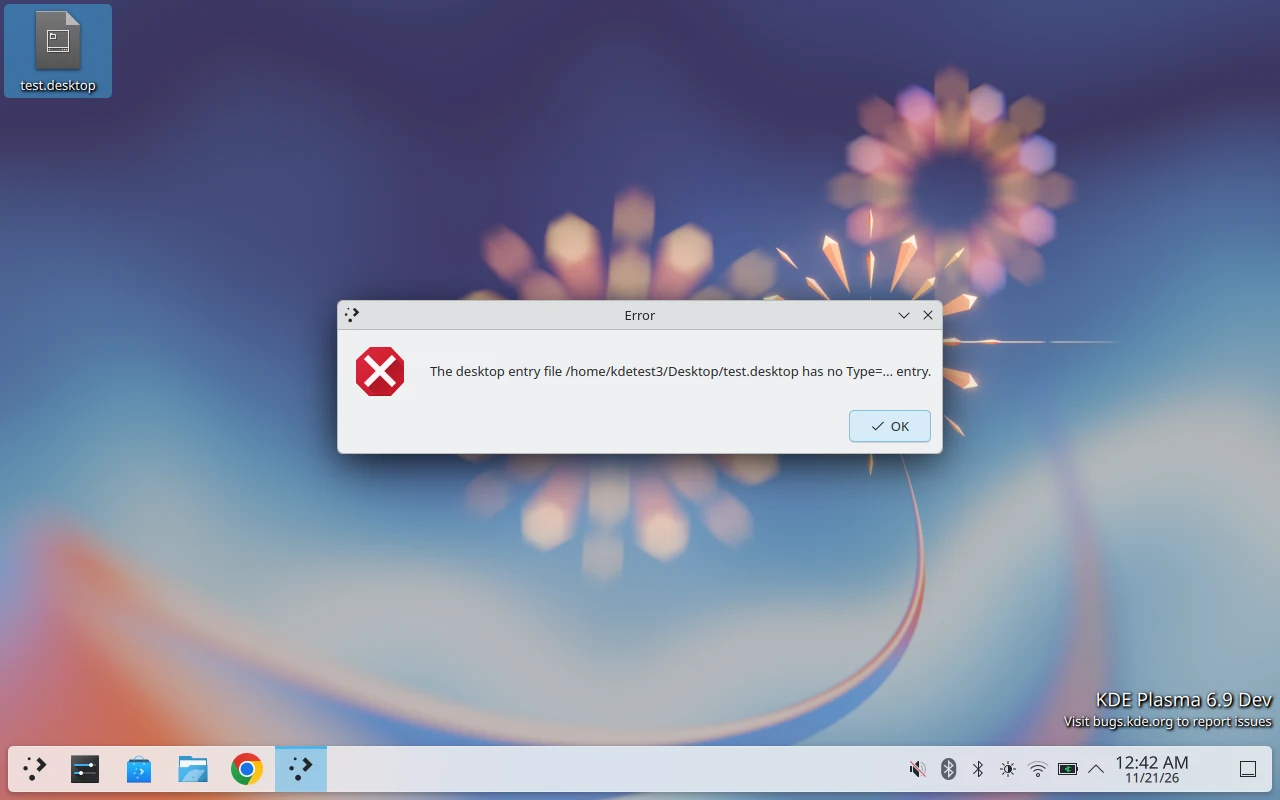 test.desktop
Error
The desktop entry file /home/kdetest3/Desktop/test.desktop has no Type=... entry.
OK
KDE Plasma 6.9 Dev
Visit bugs.kde.org to report issues
12:42 AM
11/21/26